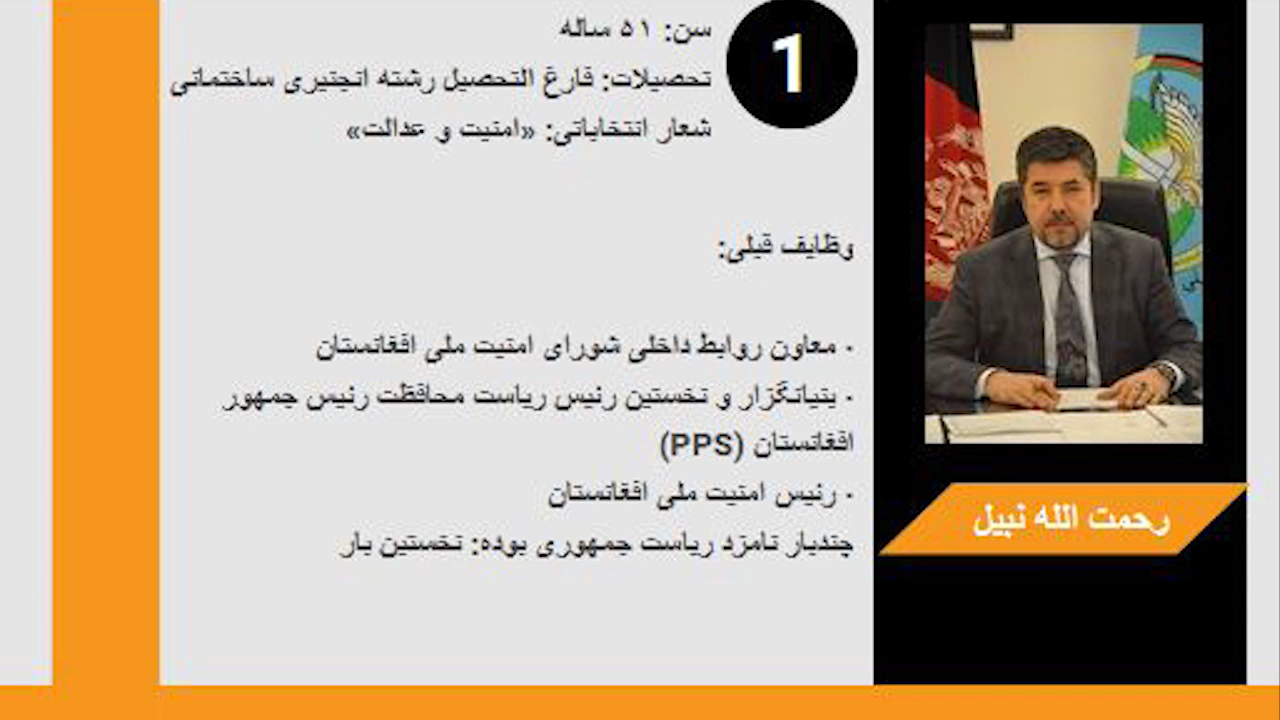 1
سن: ۵۱ ساله
تحصیلات: فارغ التحصیل رشته انجنیری ساختمانی
شعار انتخاباتی: «امنیت و عدالت»
وظایف قبلی:
· معاون روابط داخلی شورای امنیت ملی افغانستان
· بنیانگزار و نخستین رئیس ریاست محافظت رئیس جمهور
افغانستان (PPS)
· رئیس امنیت ملی افغانستان
چندبار نامزد ریاست جمهوری بوده: نخستین بار
رحمت الله نبیل